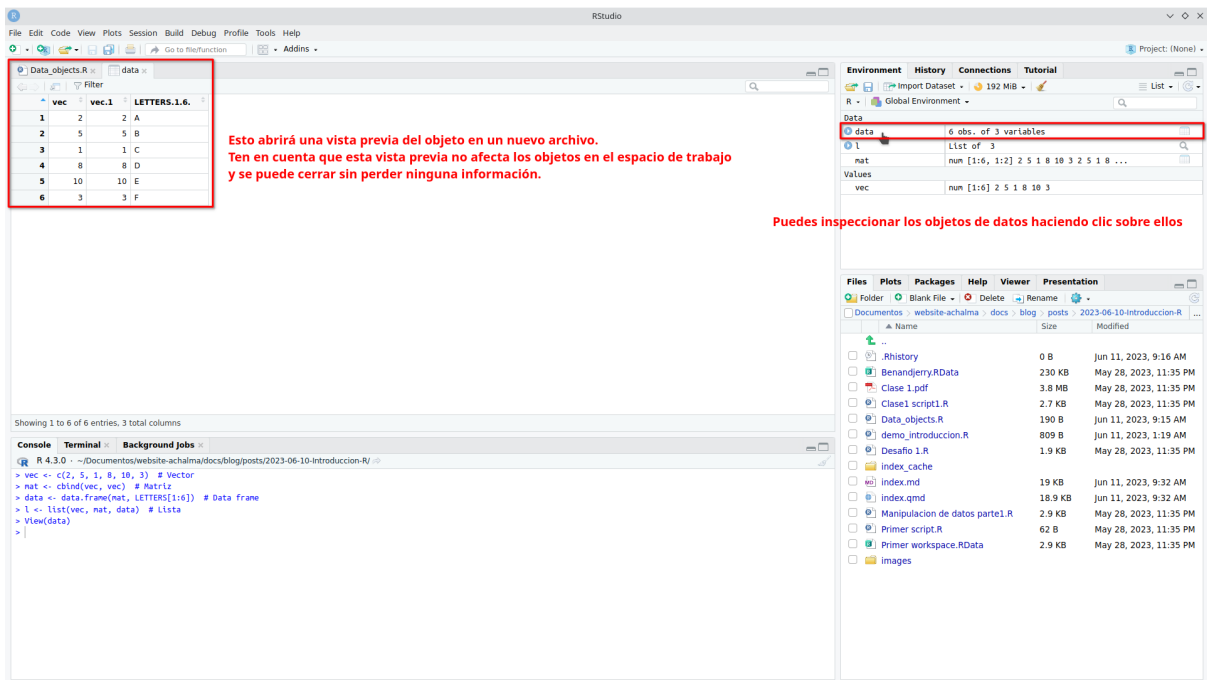 RStudio
File Edit Code View Plots Session Build Debug Profile Tools Help
Go to file/function Addins Project: (None)
Data_objects.R data
Filter
vec vec.1 LETTERS.1.6.
1 2 2 A
2 5 5 B
3 1 1 C
4 8 8 D
5 10 10 E
6 3 3 F
Esto abrirá una vista previa del objeto en un nuevo archivo.
Ten en cuenta que esta vista previa no afecta los objetos en el espacio de trabajo
y se puede cerrar sin perder ninguna información.
Showing 1 to 6 of 6 entries, 3 total columns
Console Terminal Background Jobs
R 4.3.0 · ~/Documentos/website-achalma/docs/blog/posts/2023-06-10-Introduccion-R/
> vec <- c(2, 5, 1, 8, 10, 3) # Vector
> mat <- cbind(vec, vec) # Matriz
> data <- data.frame(mat, LETTERS[1:6]) # Data frame
> l <- list(vec, mat, data) # Lista
> View(data)
>
Environment History Connections Tutorial
Import Dataset 192 MiB List
R Global Environment
Data
data 6 obs. of 3 variables
l List of 3
mat num [1:6, 1:2] 2 5 1 8 10 3 2 5 1 8 ...
Values
vec num [1:6] 2 5 1 8 10 3
Puedes inspeccionar los objetos de datos haciendo clic sobre ellos
Files Plots Packages Help Viewer Presentation
Folder Blank File Delete Rename
Documentos > website-achalma > docs > blog > posts > 2023-06-10-Introduccion-R ...
Name Size Modified
..
.Rhistory 0 B Jun 11, 2023, 9:16 AM
Benandjerry.RData 230 KB May 28, 2023, 11:35 PM
Clase 1.pdf 3.8 MB May 28, 2023, 11:35 PM
Clase1 script1.R 2.7 KB May 28, 2023, 11:35 PM
Data_objects.R 190 B Jun 11, 2023, 9:15 AM
demo_introduccion.R 809 B Jun 11, 2023, 1:19 AM
Desafio 1.R 1.9 KB May 28, 2023, 11:35 PM
index_cache
index.md 19 KB Jun 11, 2023, 9:32 AM
index.qmd 18.9 KB Jun 11, 2023, 9:32 AM
Manipulacion de datos parte1.R 2.9 KB May 28, 2023, 11:35 PM
Primer script.R 62 B May 28, 2023, 11:35 PM
Primer workspace.RData 2.9 KB May 28, 2023, 11:35 PM
images